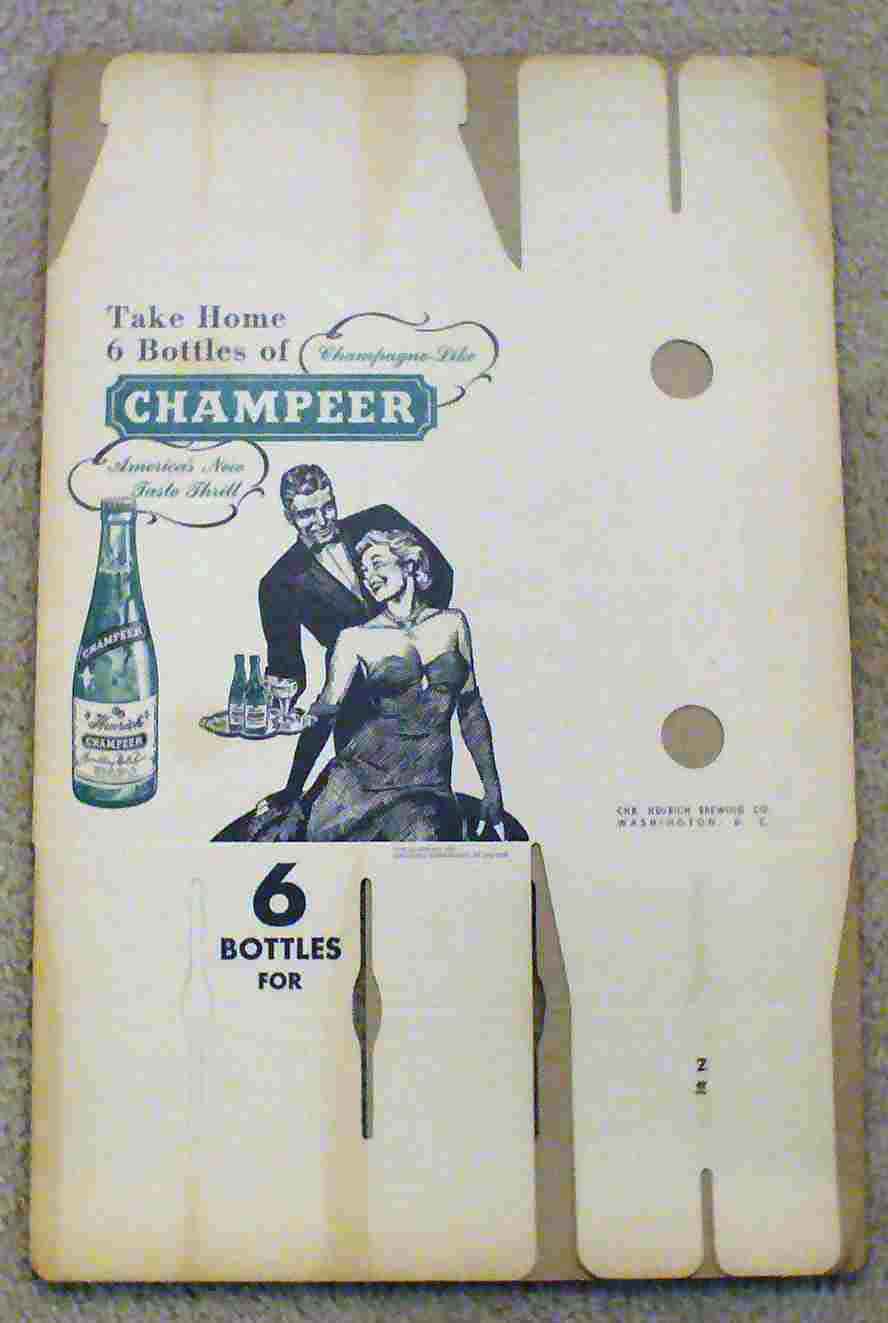 Take Home
6 Bottles of
Champagne-Like
CHAMPEER
America's New
Taste Thrill
CHAMPEER
Heurich's
CHAMPEER
6
BOTTLES
FOR
CHR. HEURICH BREWING CO.
WASHINGTON, D. C.
N